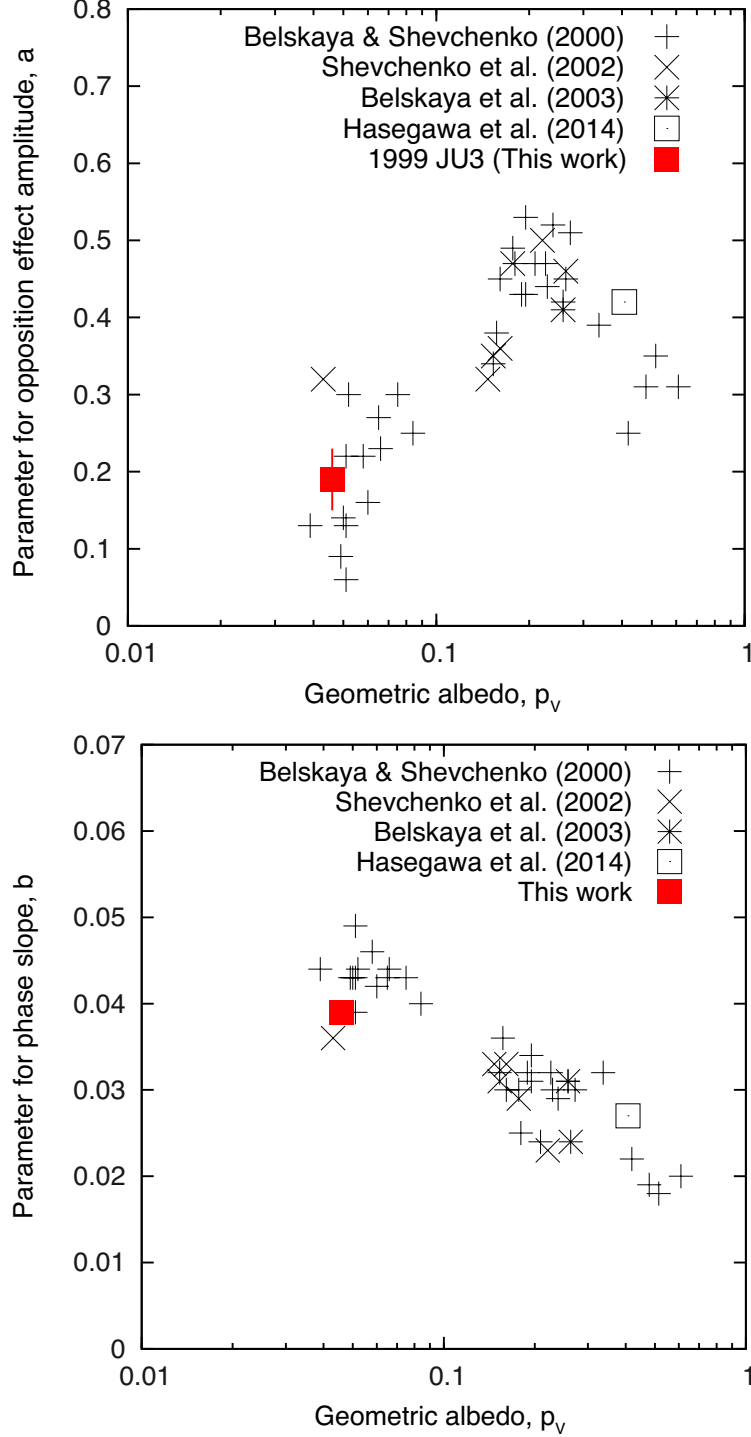 0.8
0.7
0.6
0.5
0.4
0.3
0.2
0.1
0
Parameter for opposition effect amplitude, a
Belskaya & Shevchenko (2000)
Shevchenko et al. (2002)
Belskaya et al. (2003)
Hasegawa et al. (2014)
1999 JU3 (This work)
0.01 0.1 1
Geometric albedo, pv
0.07
0.06
0.05
0.04
0.03
0.02
0.01
0
Parameter for phase slope, b
Belskaya & Shevchenko (2000)
Shevchenko et al. (2002)
Belskaya et al. (2003)
Hasegawa et al. (2014)
This work
0.01 0.1 1
Geometric albedo, pv